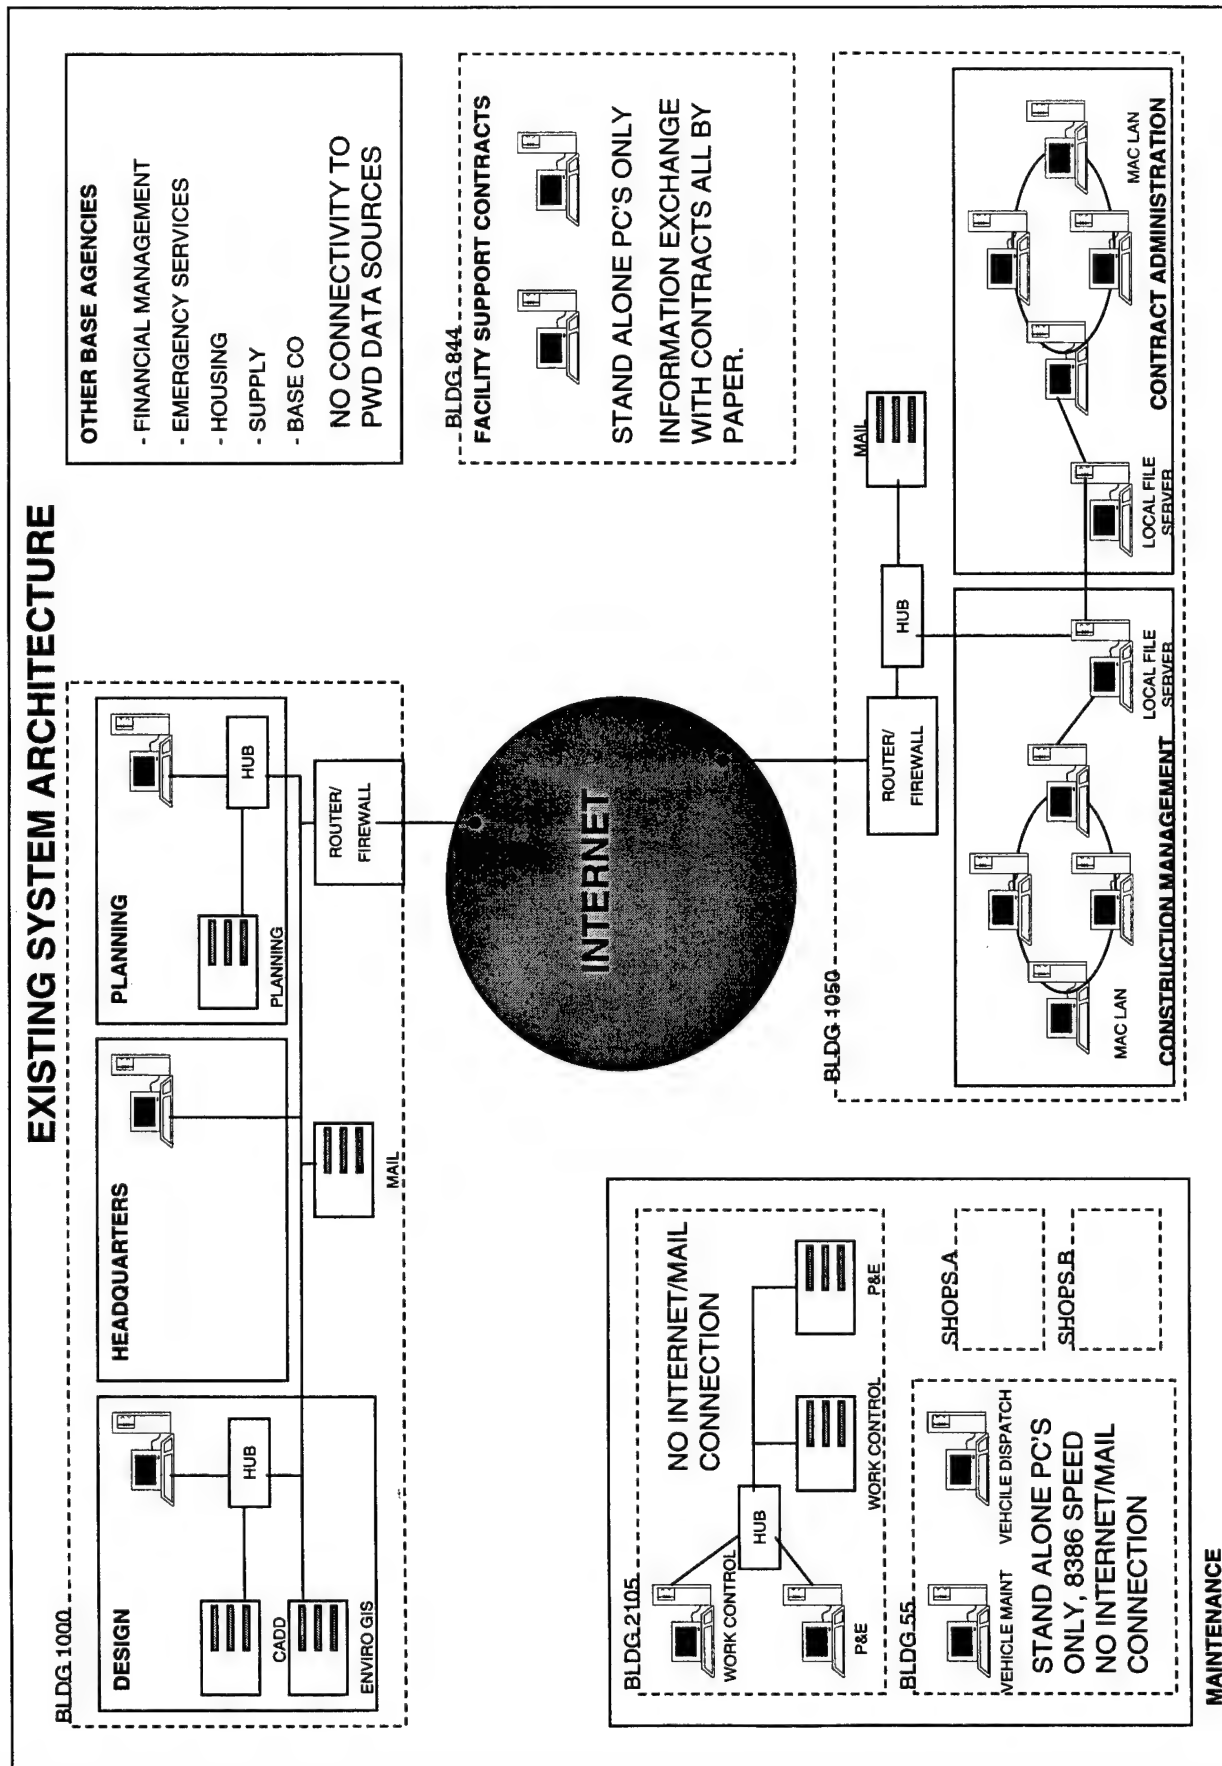 EXISTING SYSTEM ARCHITECTURE
BLDG 1000
DESIGN
HUB
CADD
ENVIRO GIS
HEADQUARTERS
MAIL
PLANNING
HUB
PLANNING
ROUTER/
FIREWALL
OTHER BASE AGENCIES
- FINANCIAL MANAGEMENT
- EMERGENCY SERVICES
- HOUSING
- SUPPLY
- BASE CO
NO CONNECTIVITY TO
PWD DATA SOURCES
INTERNET
BLDG 844
FACILITY SUPPORT CONTRACTS
STAND ALONE PC'S ONLY
INFORMATION EXCHANGE
WITH CONTRACTS ALL BY
PAPER.
BLDG 2105
WORK CONTROL
P&E
HUB
NO INTERNET/MAIL
CONNECTION
WORK CONTROL
P&E
BLDG 55
VEHICLE MAINT
VEHCILE DISPATCH
STAND ALONE PC'S
ONLY, 8386 SPEED
NO INTERNET/MAIL
CONNECTION
SHOPS A
SHOPS B
MAINTENANCE
BLDG 1050
ROUTER/
FIREWALL
HUB
MAIL
MAC LAN
LOCAL FILE
SERVER
CONSTRUCTION MANAGEMENT
LOCAL FILE
SERVER
MAC LAN
CONTRACT ADMINISTRATION